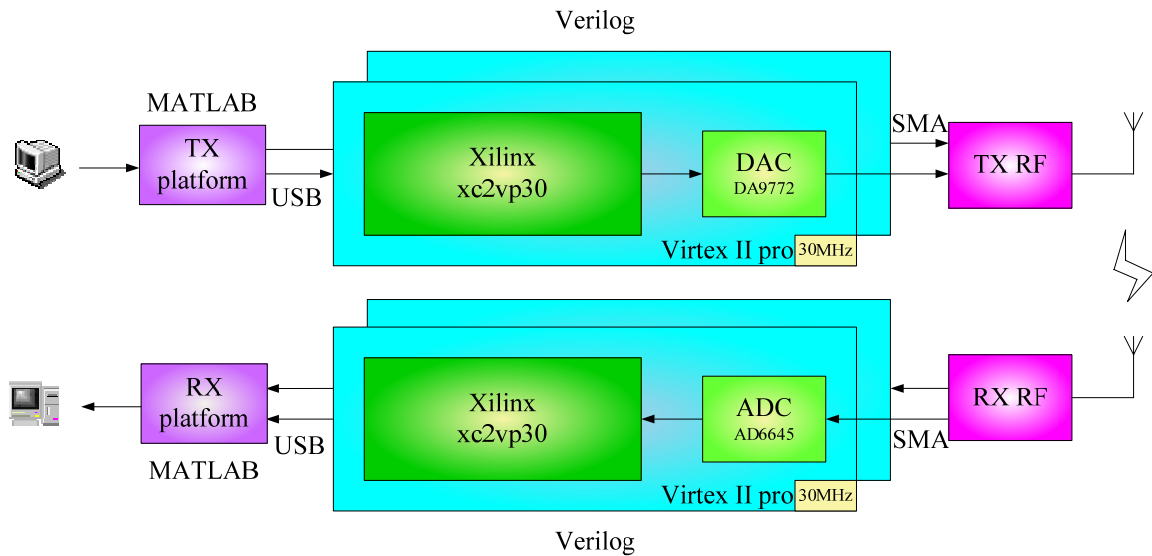 Verilog
MATLAB
TX
platform
USB
Xilinx
xc2vp30
DAC
DA9772
Virtex II pro
30MHz
SMA
TX RF
RX
platform
MATLAB
USB
Xilinx
xc2vp30
ADC
AD6645
Virtex II pro
30MHz
SMA
RX RF
Verilog